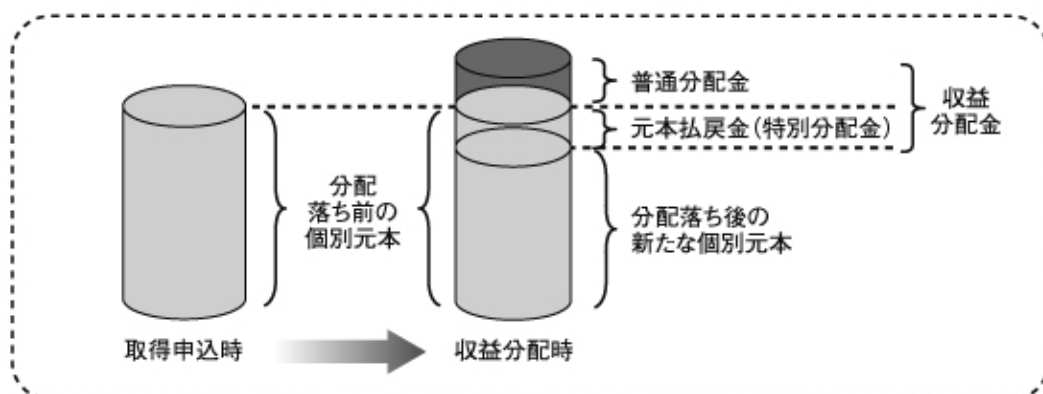 普通分配金
収益
分配金
元本払戻金(特別分配金)
分配
落ち前の
個別元本
分配落ち後の
新たな個別元本
取得申込時
収益分配時